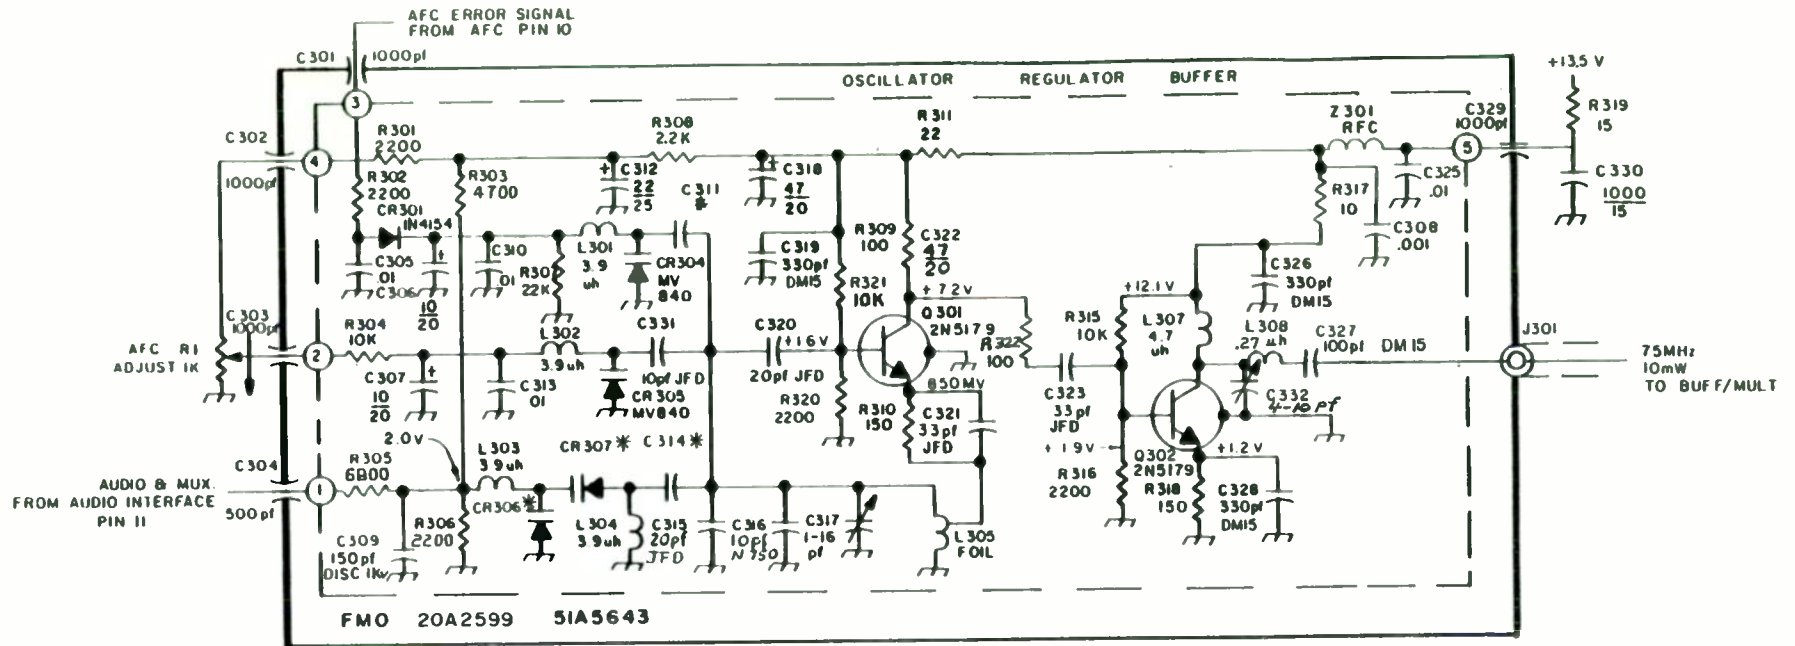 AFC ERROR SIGNAL
FROM AFC PIN 10
C301
1000pf
OSCILLATOR
REGULATOR
BUFFER
+13.5 V
3
C302
R301
2200
R308
2.2K
R311
22
Z301
RFC
C329
1000pf
R319
15
4
5
1000pf
R302
2200
R303
4700
+
C312
22
25
C311
*
+
C318
47
20
R317
10
C325
.01
C330
1000
15
CR301
1N4154
C305
.01
C306
+
10
20
C310
.01
R307
22K
L301
3.9
uh
CR304
MV
840
C319
330pf
DM15
R309
100
C322
47
20
R321
10K
C308
.001
C326
330pf
DM15
+7.2V
+12.1V
Q301
2N5179
R322
100
R315
10K
L307
4.7
uh
L308
.27 uh
C327
100pf DM15
J301
C303
1000pf
AFC R1
ADJUST 1K
2
R304
10K
L302
3.9uh
C331
10pf JFD
C320
+1.6V
20pf JFD
75MHz
10mW
TO BUFF/MULT
C307
10
20
+
C313
.01
CR305
MV840
R320
2200
850MV
R310
150
C321
33pf
JFD
C323
33pf
JFD
C332
4-10 pf
2.0V
L303
3.9uh
CR307*
C314*
+1.9V
Q302
2N5179
+1.2V
C304
R305
6800
AUDIO & MUX.
FROM AUDIO INTERFACE
PIN 11
500pf
1
CR306*
R316
2200
R318
150
C328
330pf
DM15
C309
150pf
DISC 1Kv
R306
2200
L304
3.9uh
C315
20pf
JFD
C316
10pf
N750
C317
1-16
pf
L305
FOIL
FMO 20A2599 51A5643